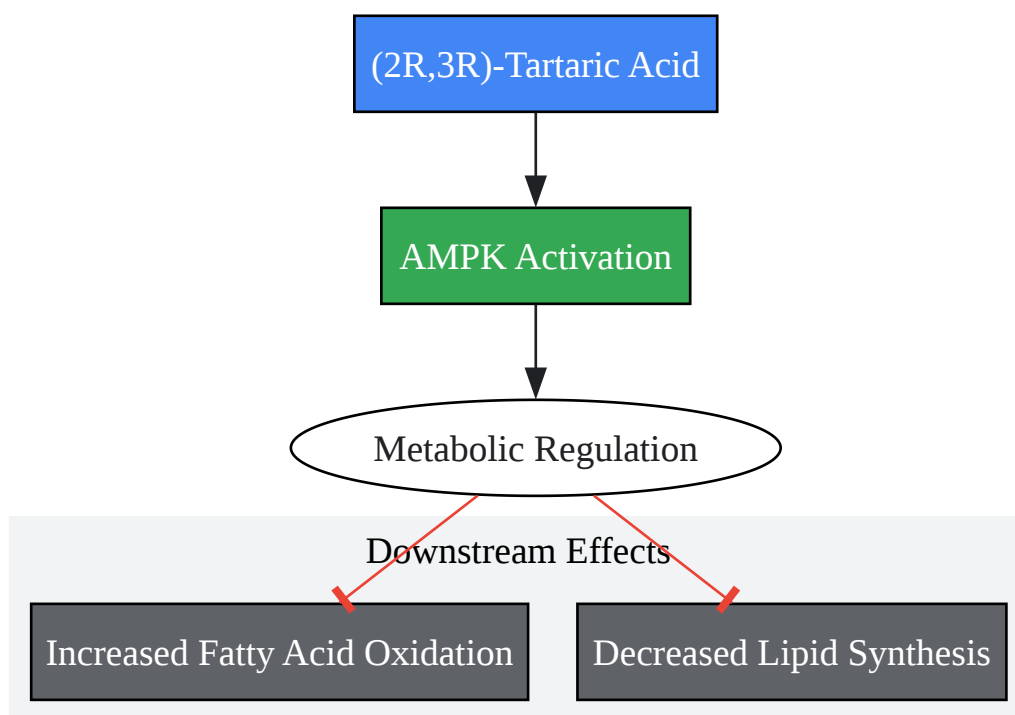 (2R,3R)-Tartaric Acid
AMPK Activation
Metabolic Regulation
Downstream Effects
Increased Fatty Acid Oxidation
Decreased Lipid Synthesis